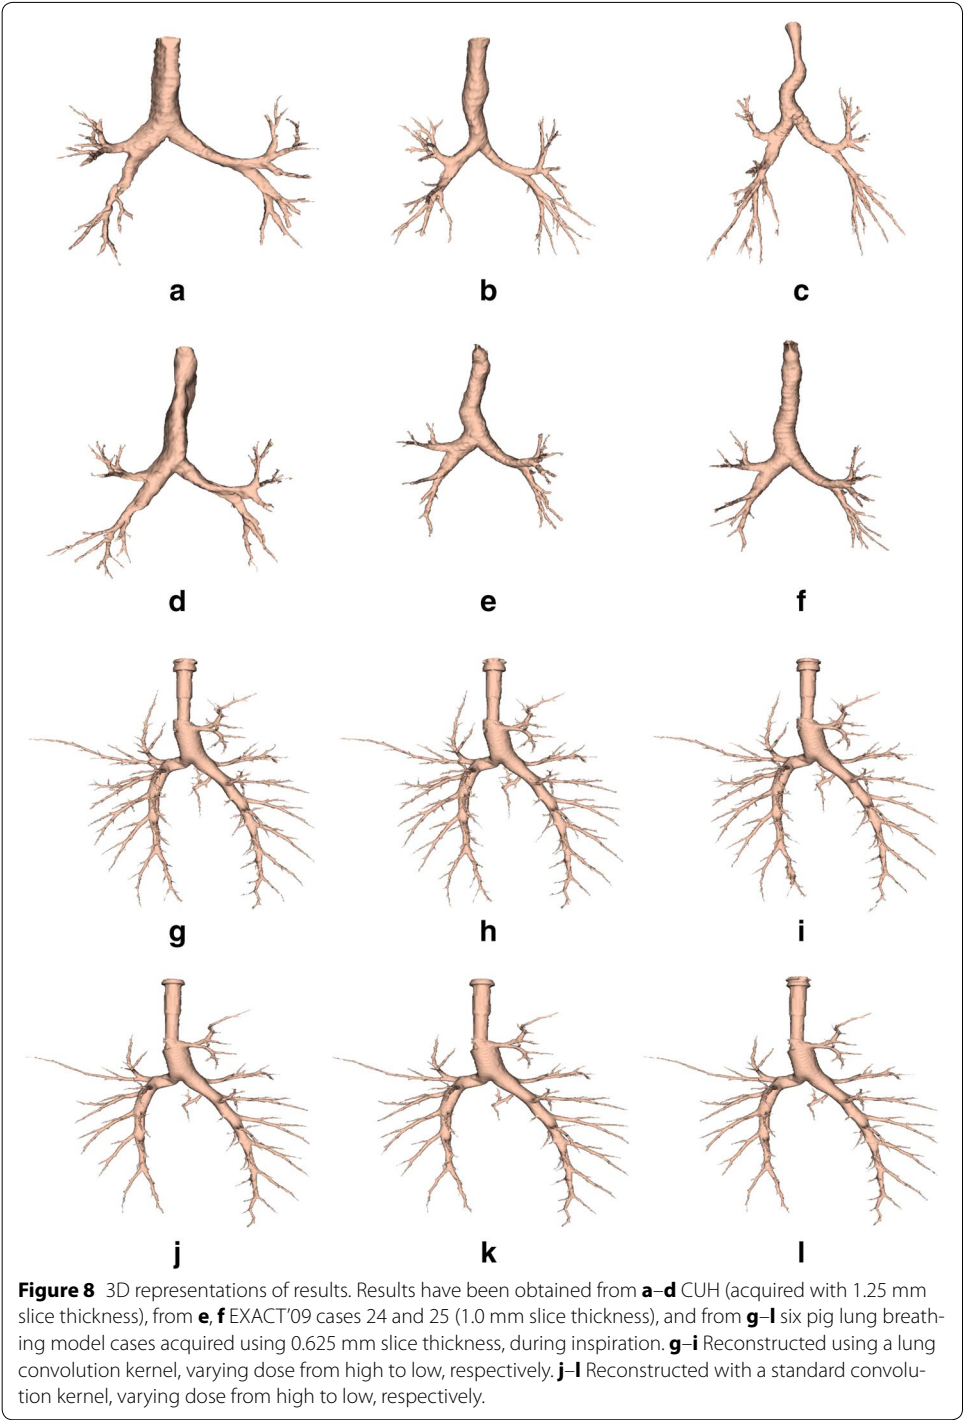 a
b
c
d
e
f
g
h
i
j
k
l
Figure 8 3D representations of results. Results have been obtained from a–d CUH (acquired with 1.25 mm
slice thickness), from e, f EXACT’09 cases 24 and 25 (1.0 mm slice thickness), and from g–l six pig lung breath-
ing model cases acquired using 0.625 mm slice thickness, during inspiration. g–i Reconstructed using a lung
convolution kernel, varying dose from high to low, respectively. j–l Reconstructed with a standard convolu-
tion kernel, varying dose from high to low, respectively.